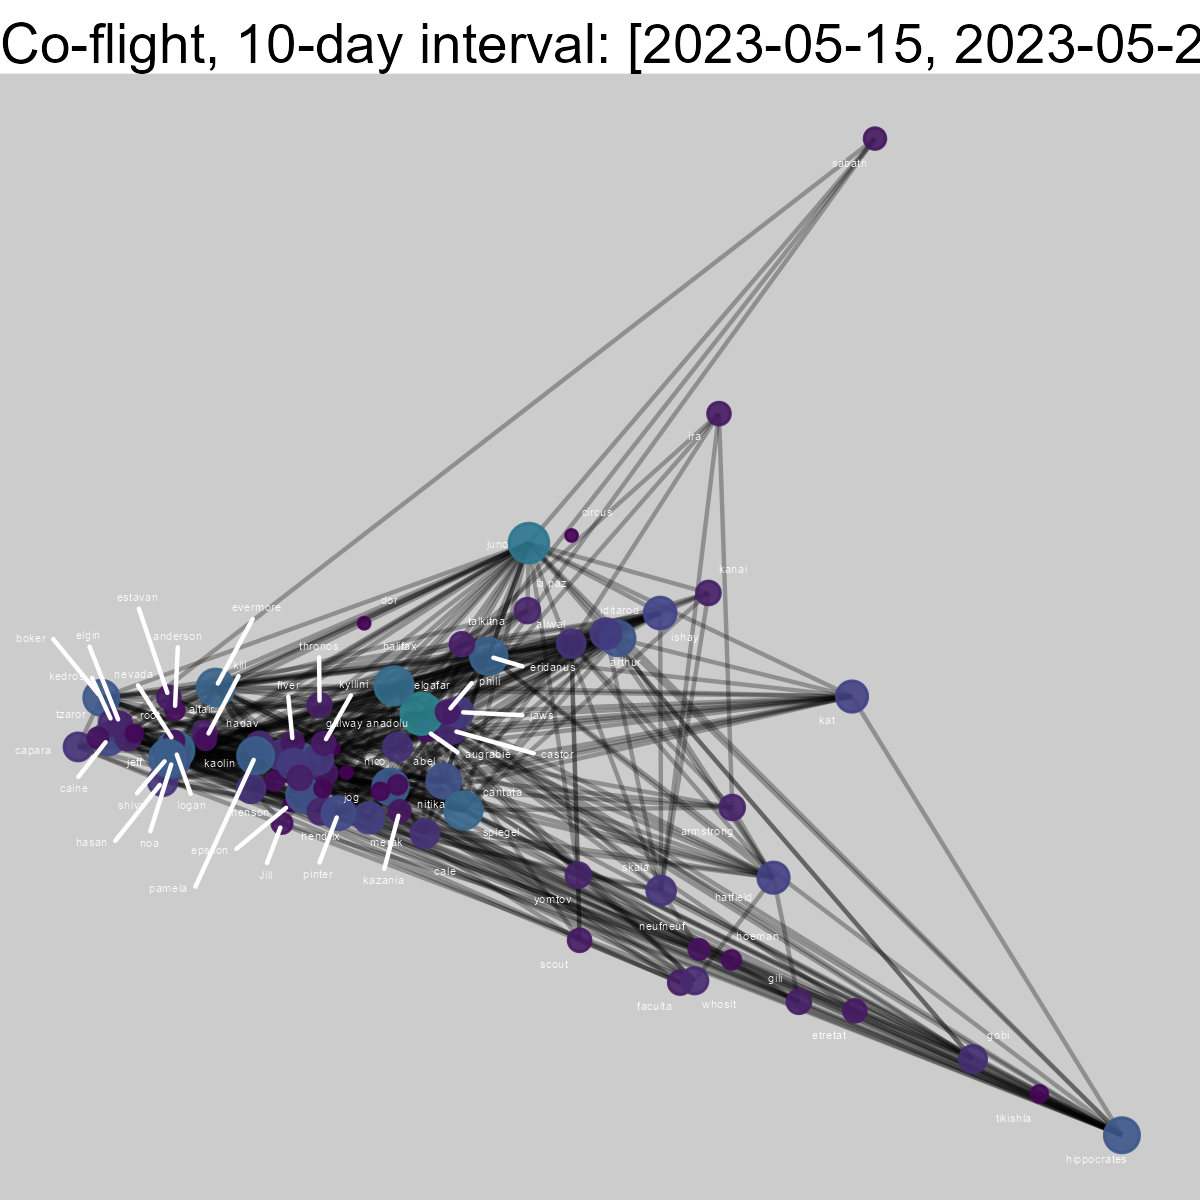 Co-flight, 10-day interval: [2023-05-15, 2023-05-2
sabath
ira
circus
juno
kanai
la paz
estavan
dor
evermore
iditarod
talkitna
aliwal
boker
elgin
anderson
ishay
thronos
halifax
arthur
klil
eridanus
kedros
nevada
phili
fiver
kyllini
elgafar
altair
tzaror
root
jaws
kat
hadav
galway
anadolu
capara
castor
augrabie
jeff
kaolin
nico
abel
caine
cantata
jog
shiva
logan
nitika
henson
armstrong
spiegel
hendrix
hasan
noa
merak
epsilon
skala
cale
Jill
pinter
kazania
pamela
hatfield
yomtov
neufneuf
hoeman
scout
gili
faculta
whosit
etretat
gobi
tikishla
hippocrates